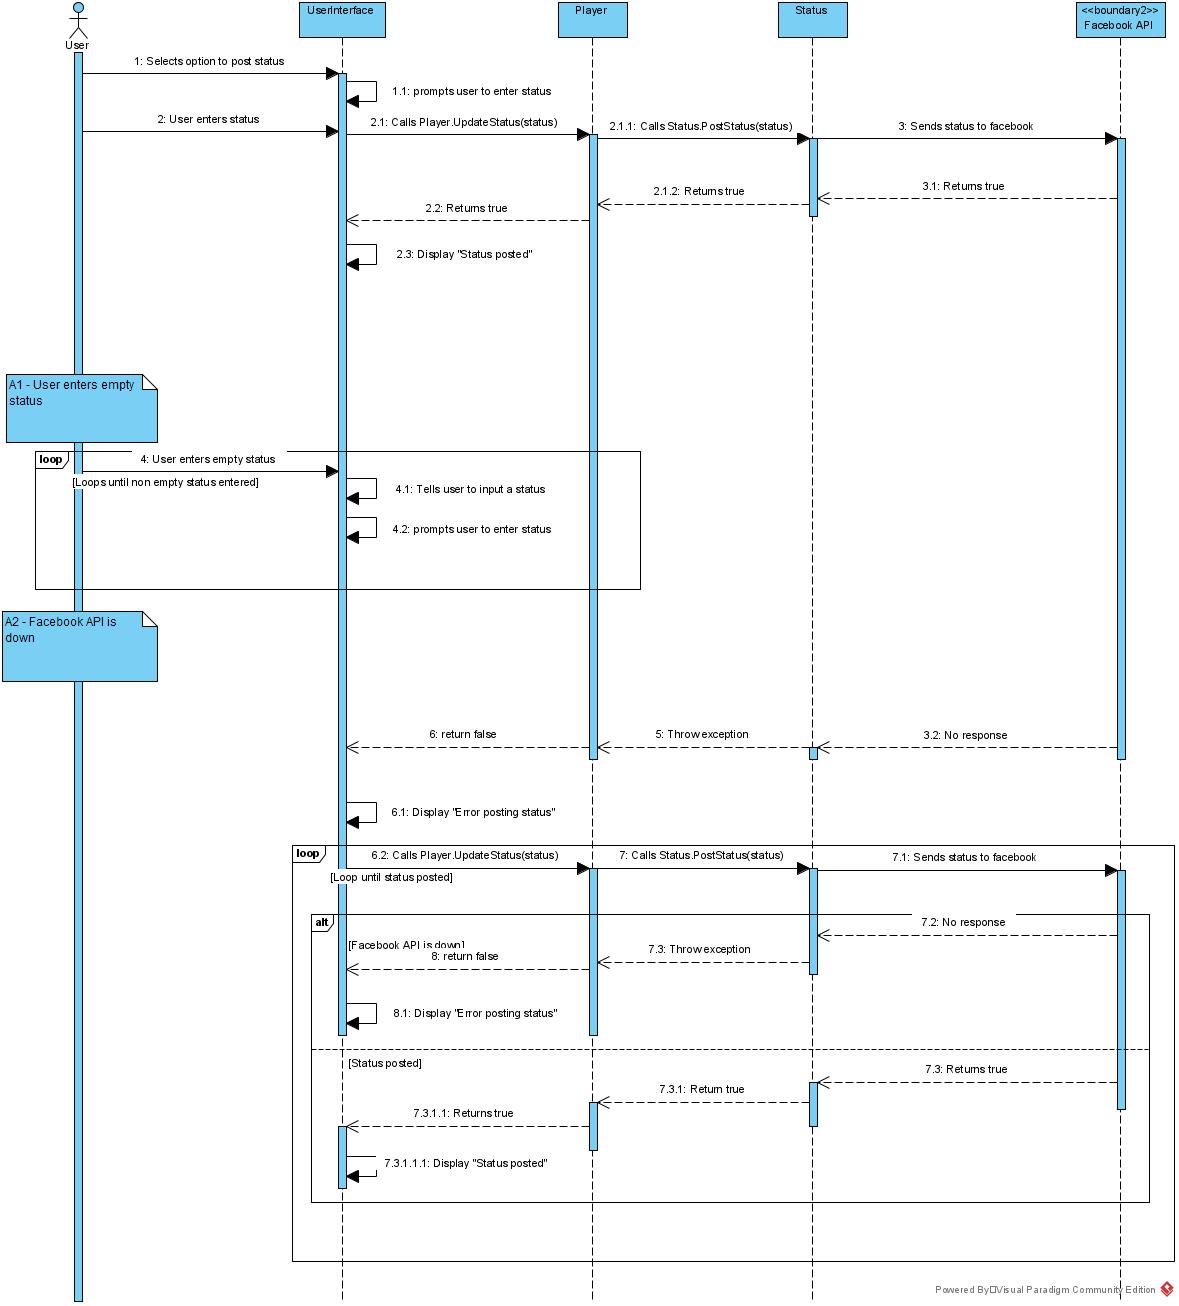 User
UserInterface
Player
Status
<<boundary2>>
Facebook API
1: Selects option to post status
1.1: prompts user to enter status
2: User enters status
2.1: Calls Player.UpdateStatus(status)
2.1.1: Calls Status.PostStatus(status)
3: Sends status to facebook
3.1: Returns true
2.1.2: Returns true
2.2: Returns true
2.3: Display "Status posted"
A1 - User enters empty
status
loop
4: User enters empty status
[Loops until non empty status entered]
4.1: Tells user to input a status
4.2: prompts user to enter status
A2 - Facebook API is
down
6: return false
5: Throw exception
3.2: No response
6.1: Display "Error posting status"
loop
6.2: Calls Player.UpdateStatus(status)
7: Calls Status.PostStatus(status)
7.1: Sends status to facebook
[Loop until status posted]
alt
7.2: No response
[Facebook API is down]
7.3: Throw exception
8: return false
8.1: Display "Error posting status"
[Status posted]
7.3: Returns true
7.3.1: Return true
7.3.1.1: Returns true
7.3.1.1.1: Display "Status posted"
Powered By Visual Paradigm Community Edition